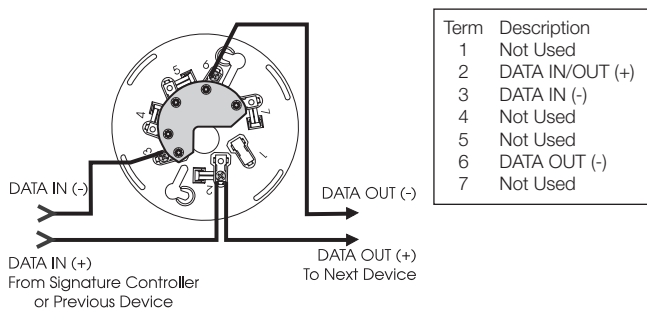 5
6
4
3
2
1
DATA IN (-)
DATA IN (+)
From Signature Controller
or Previous Device
DATA OUT (-)
DATA OUT (+)
To Next Device
Term Description
1 Not Used
2 DATA IN/OUT (+)
3 DATA IN (-)
4 Not Used
5 Not Used
6 DATA OUT (-)
7 Not Used